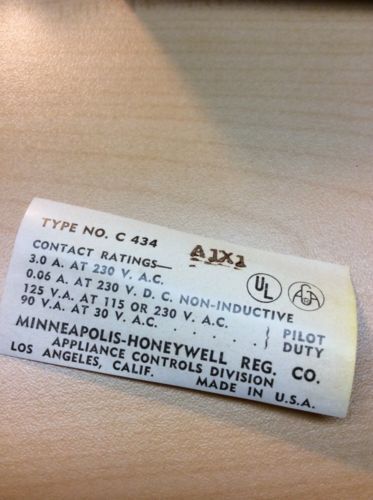 TYPE NO. C 434 A1X1
CONTACT RATINGS—
3.0 A. AT 230 V. A.C.
0.06 A. AT 230 V. D.C. NON-INDUCTIVE
125 V.A. AT 115 OR 230 V. A.C.
90 V.A. AT 30 V. A.C. . . . . . . } PILOT DUTY
UL
AGA
MINNEAPOLIS-HONEYWELL REG. CO.
APPLIANCE CONTROLS DIVISION
LOS ANGELES, CALIF. MADE IN U.S.A.